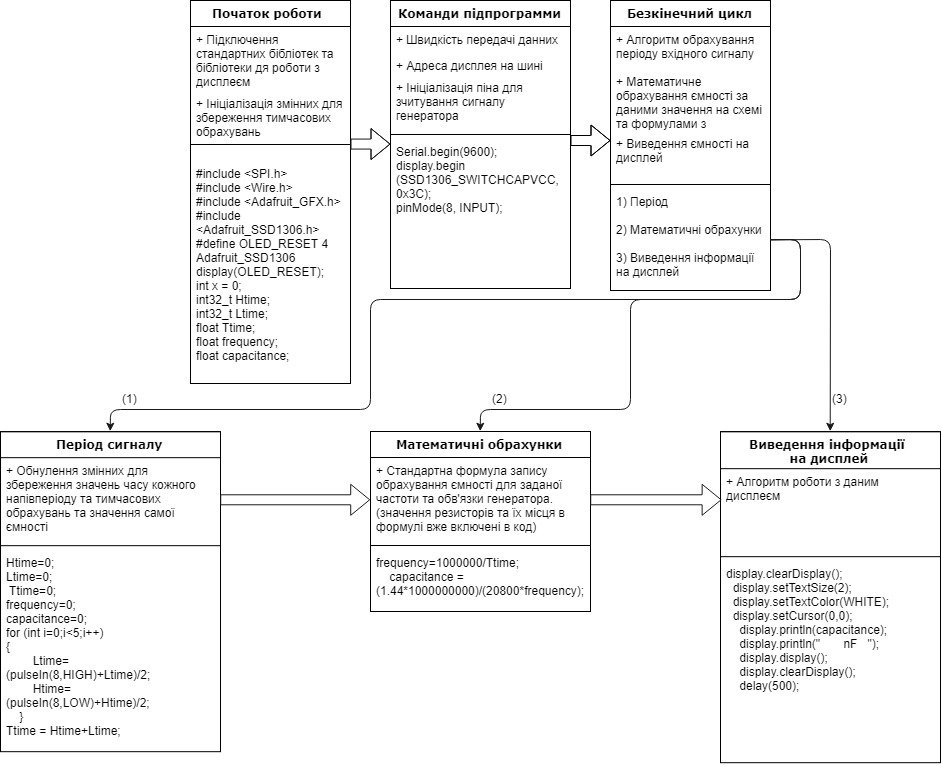 Початок роботи
+ Підключення
стандартних бібліотек та
бібліотеки дя роботи з
дисплеєм
+ Ініціалізація змінних для
збереження тимчасових
обрахувань
#include <SPI.h>
#include <Wire.h>
#include <Adafruit_GFX.h>
#include
<Adafruit_SSD1306.h>
#define OLED_RESET 4
Adafruit_SSD1306
display(OLED_RESET);
int x = 0;
int32_t Htime;
int32_t Ltime;
float Ttime;
float frequency;
float capacitance;
Команди підпрограмми
+ Швидкість передачі данних
+ Адреса дисплея на шині
+ Ініціалізація піна для
зчитування сигналу
генератора
Serial.begin(9600);
display.begin
(SSD1306_SWITCHCAPVCC,
0x3C);
pinMode(8, INPUT);
Безкінечний цикл
+ Алгоритм обрахування
періоду вхідного сигналу
+ Математичне
обрахування ємності за
даними значення на схемі
та формулами з
+ Виведення ємності на
дисплей
1) Період
2) Математичні обрахунки
3) Виведення інформації
на дисплей
(1)
(2)
(3)
Період сигналу
+ Обнулення змінних для
збереження значень часу кожного
напівперіоду та тимчасових
обрахувань та значення самої
ємності
Htime=0;
Ltime=0;
Ttime=0;
frequency=0;
capacitance=0;
for (int i=0;i<5;i++)
{
Ltime=
(pulseIn(8,HIGH)+Ltime)/2;
Htime=
(pulseIn(8,LOW)+Htime)/2;
}
Ttime = Htime+Ltime;
Математичні обрахунки
+ Стандартна формула запису
обрахування ємності для заданої
частоти та обв'язки генератора.
(значення резисторів та їх місця в
формулі вже включені в код)
frequency=1000000/Ttime;
capacitance =
(1.44*1000000000)/(20800*frequency);
Виведення інформації
на дисплей
+ Алгоритм роботи з даним
дисплеєм
display.clearDisplay();
display.setTextSize(2);
display.setTextColor(WHITE);
display.setCursor(0,0);
display.println(capacitance);
display.println("       nF   ");
display.display();
display.clearDisplay();
delay(500);